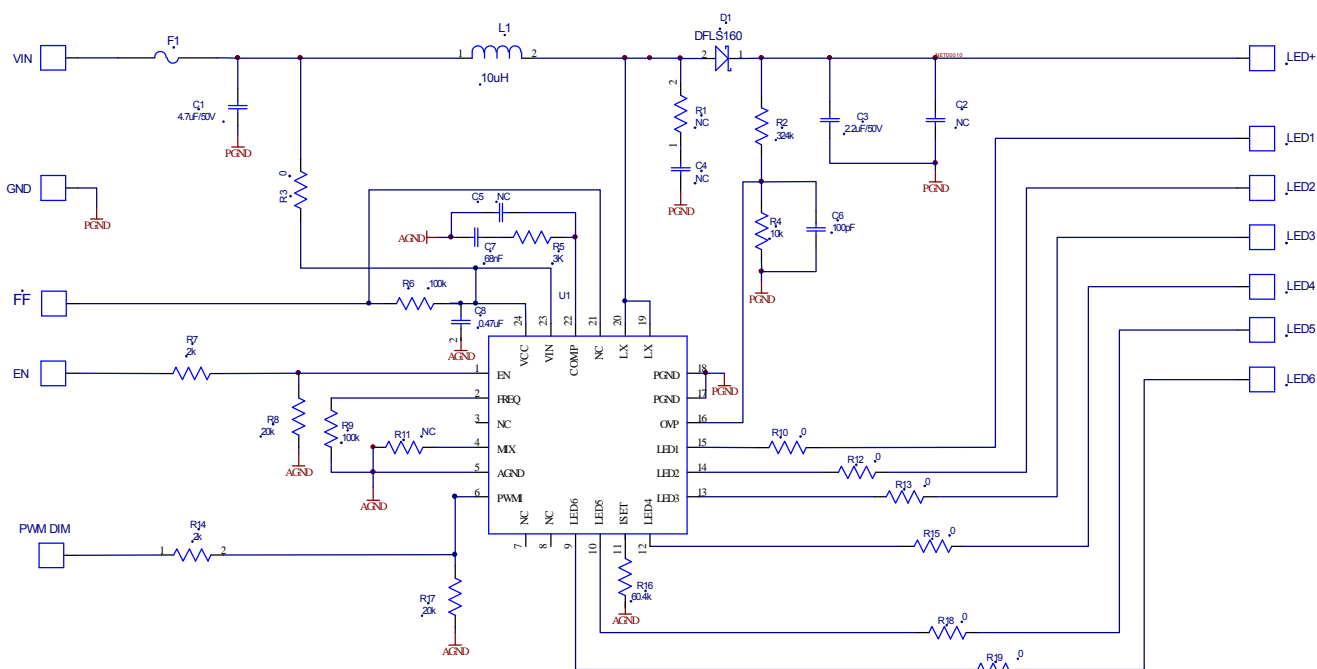 VIN
F1
L1
1
2
.10uH
D1
DFLS160
2
1
NET00010
.LED+
C1
4.7uF/50V
PGND
2
R1
NC
1
C4
NC
PGND
R2
324k
C3
2.2uF/50V
C2
NC
PGND
.LED1
.LED2
.LED3
.LED4
.LED5
.LED6
GND
PGND
R3
0
C5
NC
AGND
C7
.68nF
R5
3K
R4
10k
C6
100pF
PGND
FF
R6
.100k
C8
0.47uF
2
AGND
U1
24
23
22
21
20
19
VCC
VIN
COMP
NC
LX
LX
EN
R7
2k
1
EN
2
FREQ
3
NC
4
MIX
5
AGND
6
PWMI
R8
20k
AGND
R9
100k
R11
NC
AGND
PGND
18
PGND
PGND
17
OVP
16
LED1
15
LED2
14
LED3
13
R10
.0
R12
.0
R13
.0
NC
NC
LED6
LED5
ISET
LED4
7
8
9
10
11
12
PWM DIM
R14
2k
1
2
R17
20k
AGND
R16
60.4k
AGND
R15
.0
R18
.0
R19
.0